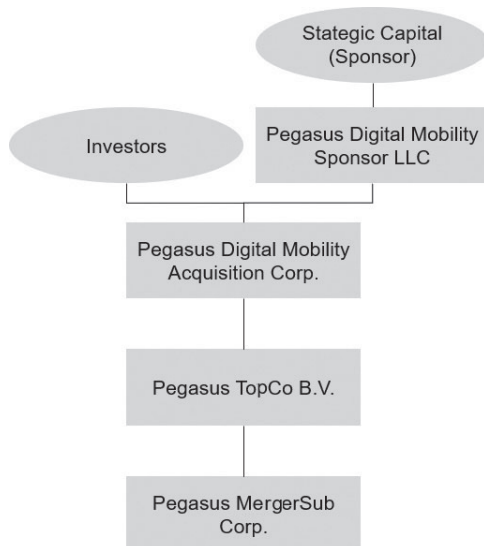 Stategic Capital
(Sponsor)
Pegasus Digital Mobility
Sponsor LLC
Investors
Pegasus Digital Mobility
Acquisition Corp.
Pegasus TopCo B.V.
Pegasus MergerSub
Corp.